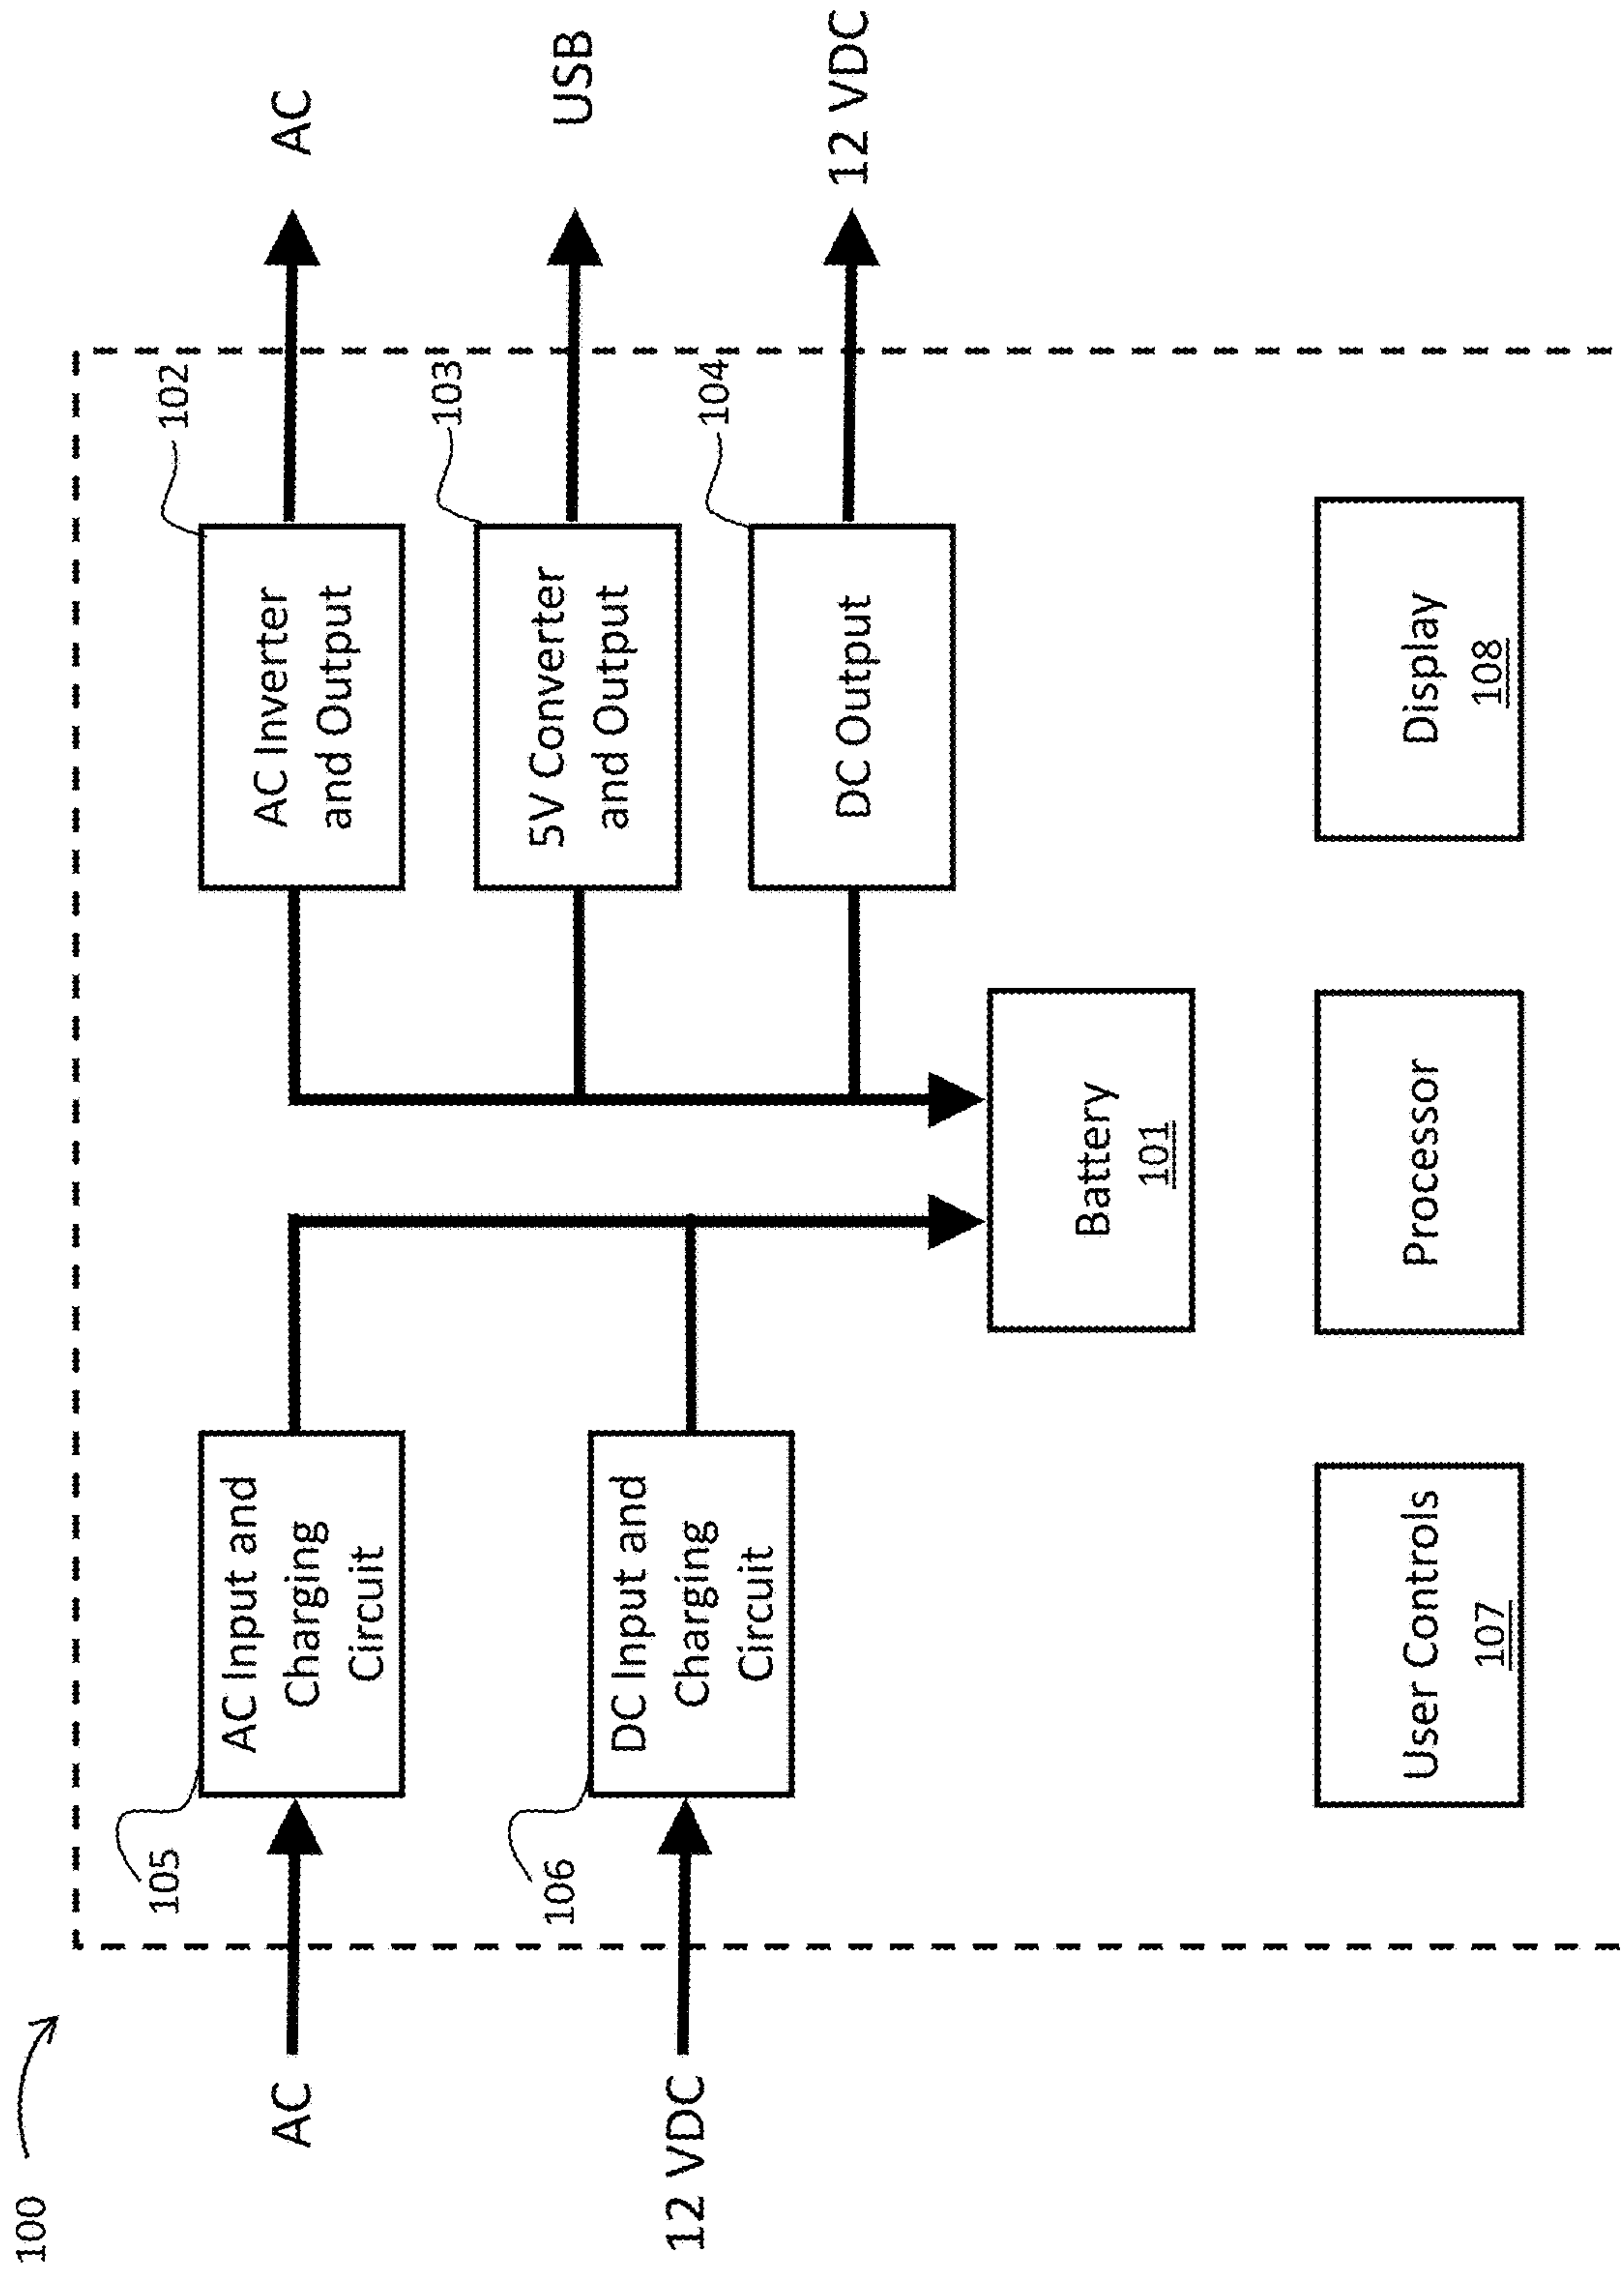 100
AC
12 VDC
105
AC Input and
Charging
Circuit
106
DC Input and
Charging
Circuit
102
AC Inverter
and Output
103
5V Converter
and Output
104
DC Output
AC
USB
12 VDC
Battery
101
User Controls
107
Processor
Display
108